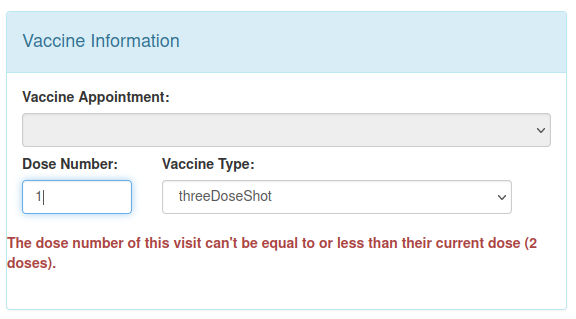 Vaccine Information
Vaccine Appointment:
Dose Number:
Vaccine Type:
1
threeDoseShot
The dose number of this visit can't be equal to or less than their current dose (2
doses).